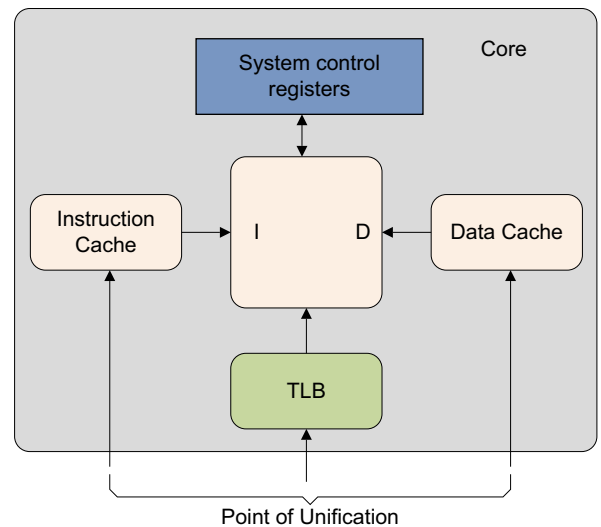 Core
System control
registers
Instruction
Cache
I
D
Data Cache
TLB
Point of Unification